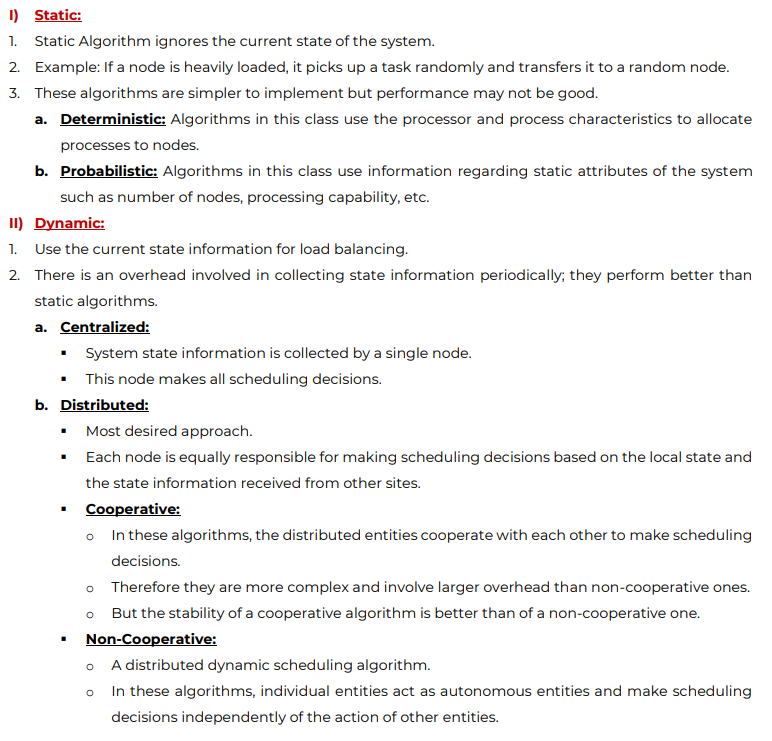 I) Static:
1. Static Algorithm ignores the current state of the system.
2. Example: If a node is heavily loaded, it picks up a task randomly and transfers it to a random node.
3. These algorithms are simpler to implement but performance may not be good.
a. Deterministic: Algorithms in this class use the processor and process characteristics to allocate
processes to nodes.
b. Probabilistic: Algorithms in this class use information regarding static attributes of the system
such as number of nodes, processing capability, etc.
II) Dynamic:
1. Use the current state information for load balancing.
2. There is an overhead involved in collecting state information periodically; they perform better than
static algorithms.
a. Centralized:
▪ System state information is collected by a single node.
▪ This node makes all scheduling decisions.
b. Distributed:
▪ Most desired approach.
▪ Each node is equally responsible for making scheduling decisions based on the local state and
the state information received from other sites.
▪ Cooperative:
o In these algorithms, the distributed entities cooperate with each other to make scheduling
decisions.
o Therefore they are more complex and involve larger overhead than non-cooperative ones.
o But the stability of a cooperative algorithm is better than of a non-cooperative one.
▪ Non-Cooperative:
o A distributed dynamic scheduling algorithm.
o In these algorithms, individual entities act as autonomous entities and make scheduling
decisions independently of the action of other entities.